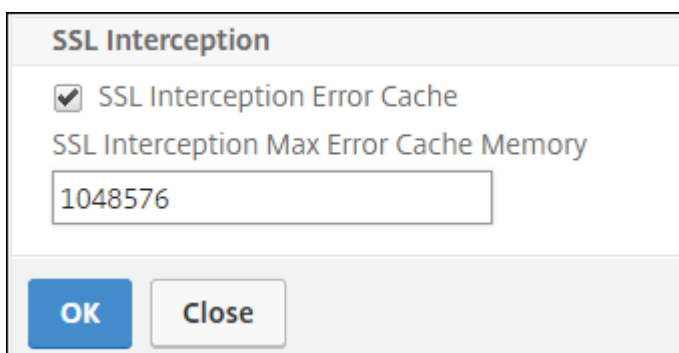 SSL Interception
SSL Interception Error Cache
SSL Interception Max Error Cache Memory
1048576
OK Close